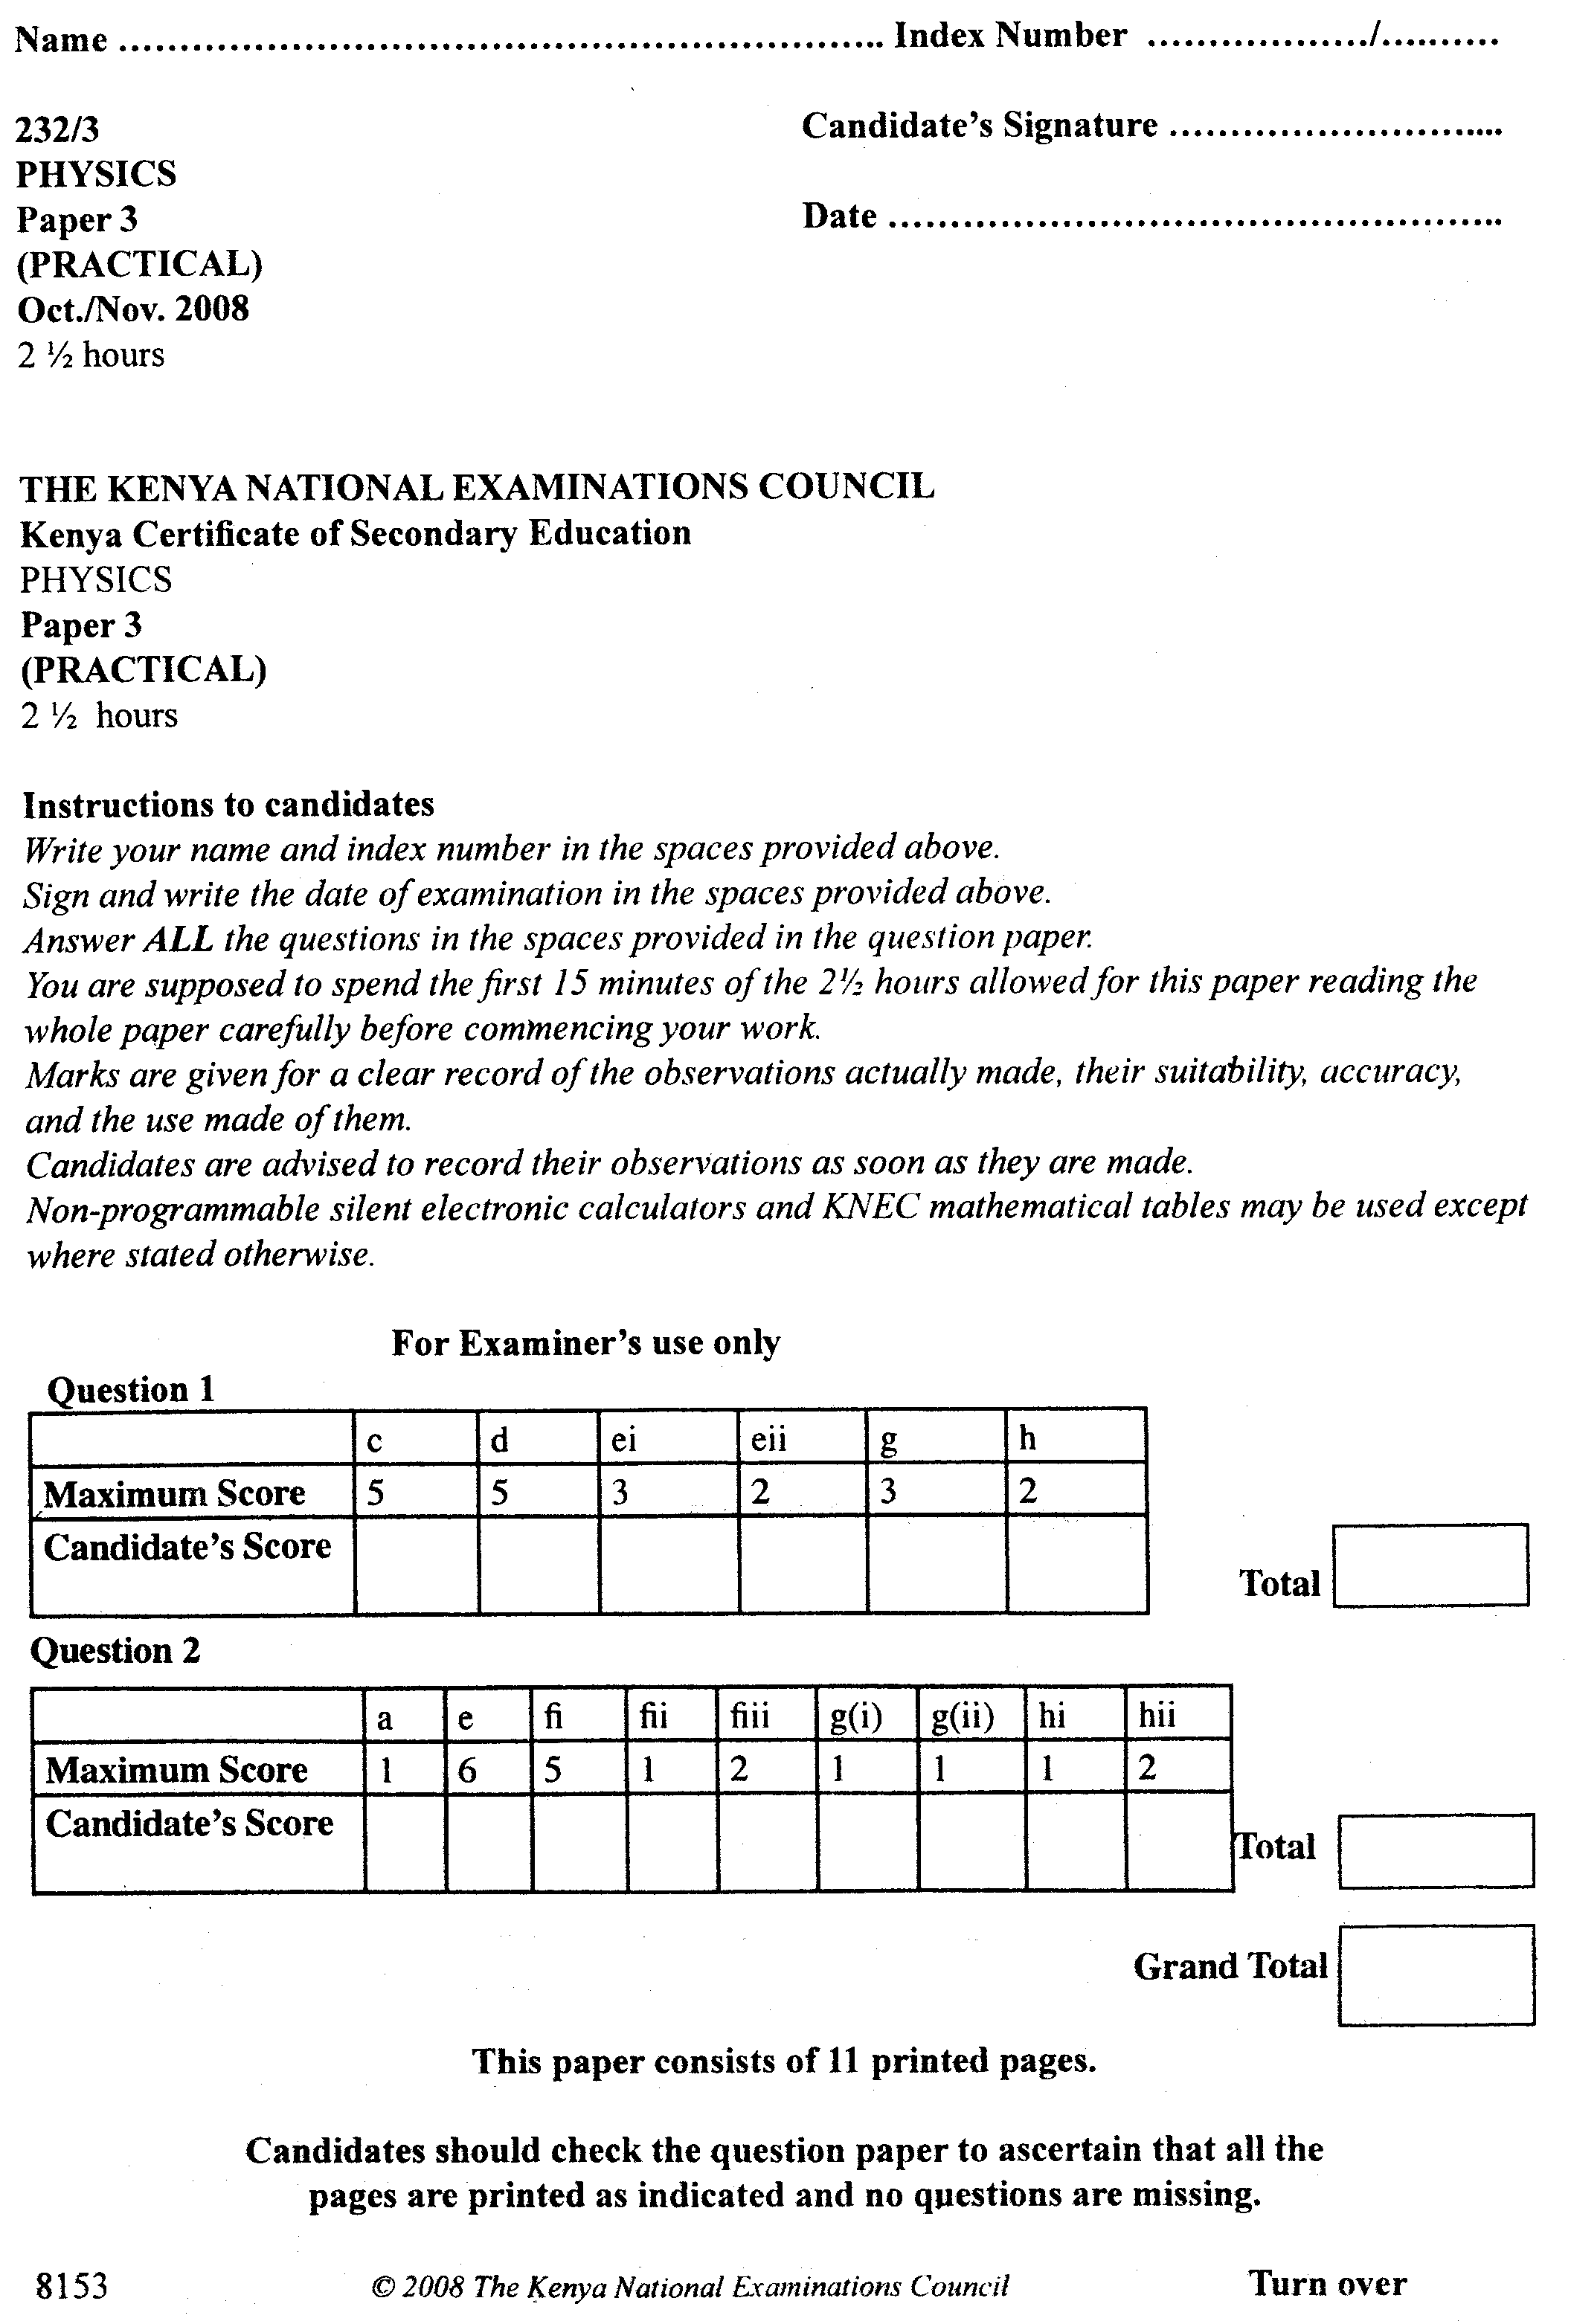 Name ............................................................... Index Number ................../..........
232/3
Candidate's Signature ...........................
PHYSICS
Paper 3
Date ..................................................
(PRACTICAL)
Oct./Nov. 2008
2 ½ hours
THE KENYA NATIONAL EXAMINATIONS COUNCIL
Kenya Certificate of Secondary Education
PHYSICS
Paper 3
(PRACTICAL)
2 ½ hours
Instructions to candidates
Write your name and index number in the spaces provided above.
Sign and write the date of examination in the spaces provided above.
Answer ALL the questions in the spaces provided in the question paper.
You are supposed to spend the first 15 minutes of the 2½ hours allowed for this paper reading the
whole paper carefully before commencing your work.
Marks are given for a clear record of the observations actually made, their suitability, accuracy,
and the use made of them.
Candidates are advised to record their observations as soon as they are made.
Non-programmable silent electronic calculators and KNEC mathematical tables may be used except
where stated otherwise.
For Examiner's use only
Question 1
c d ei eii g h
Maximum Score 5 5 3 2 3 2
Candidate's Score
Total
Question 2
a e fi fii fiii g(i) g(ii) hi hii
Maximum Score 1 6 5 1 2 1 1 1 2
Candidate's Score
Total
Grand Total
This paper consists of 11 printed pages.
Candidates should check the question paper to ascertain that all the
pages are printed as indicated and no questions are missing.
8153 © 2008 The Kenya National Examinations Council Turn over